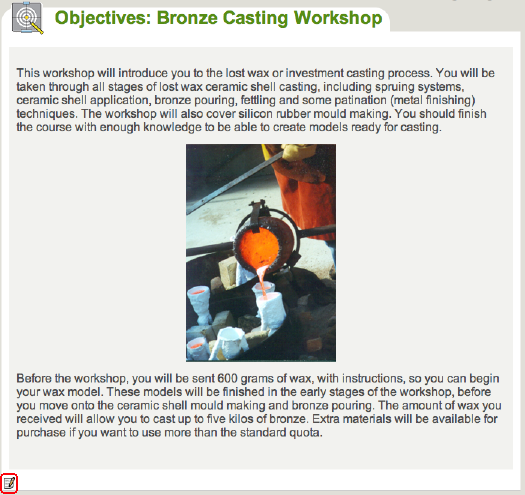 Objectives: Bronze Casting Workshop
This workshop will introduce you to the lost wax or investment casting process. You will be
taken through all stages of lost wax ceramic shell casting, including spruing systems,
ceramic shell application, bronze pouring, fettling and some patination (metal finishing)
techniques. The workshop will also cover silicon rubber mould making. You should finish
the course with enough knowledge to be able to create models ready for casting.
Before the workshop, you will be sent 600 grams of wax, with instructions, so you can begin
your wax model. These models will be finished in the early stages of the workshop, before
you move onto the ceramic shell mould making and bronze pouring. The amount of wax you
received will allow you to cast up to five kilos of bronze. Extra materials will be available for
purchase if you want to use more than the standard quota.